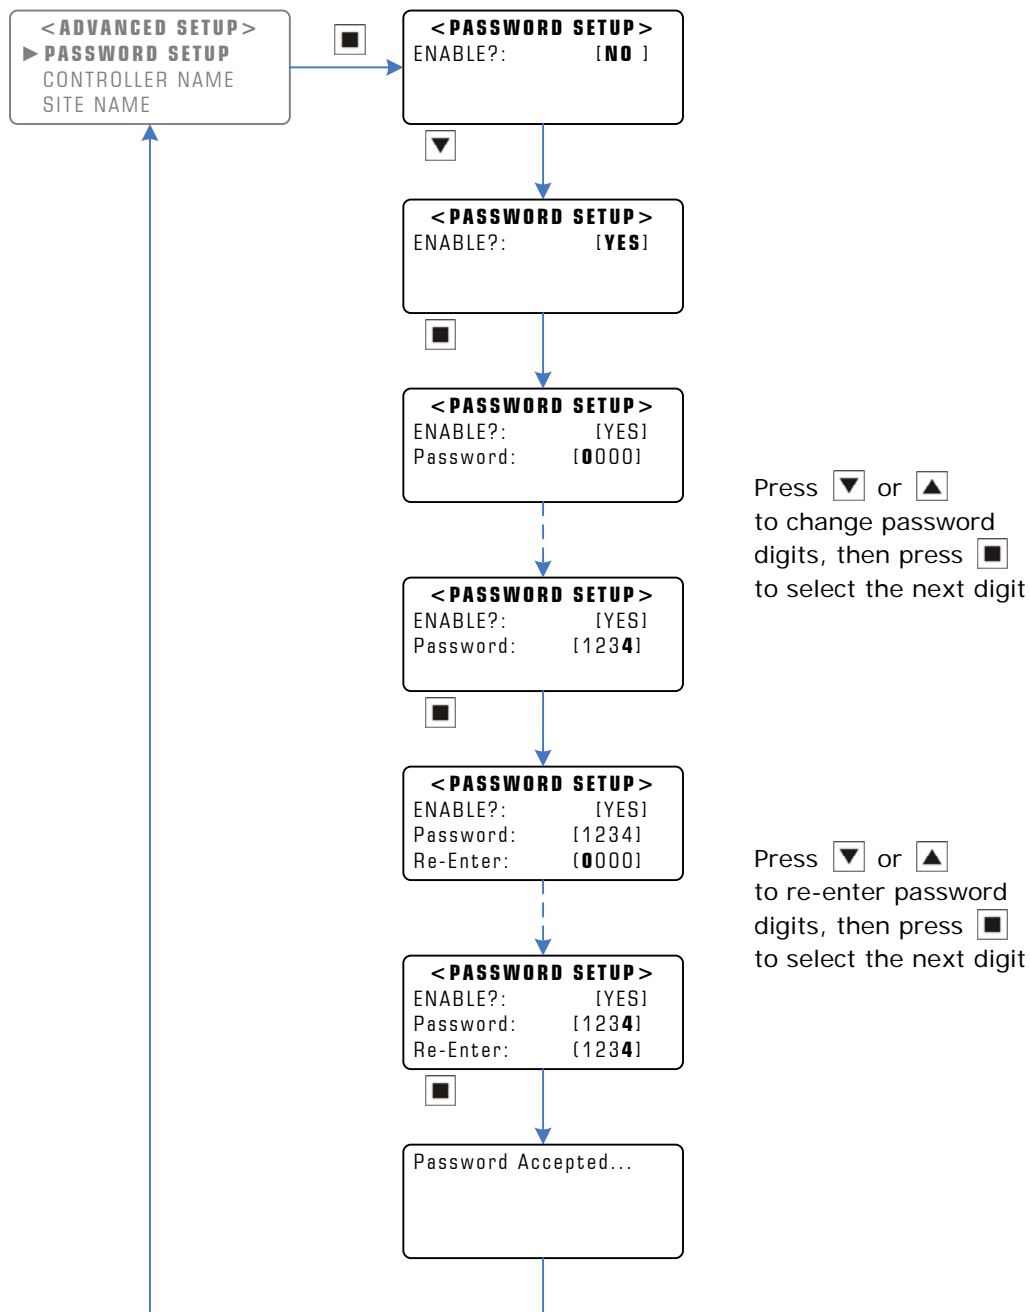 <ADVANCED SETUP>
►PASSWORD SETUP
CONTROLLER NAME
SITE NAME
<PASSWORD SETUP>
ENABLE?: [NO ]
<PASSWORD SETUP>
ENABLE?: [YES]
<PASSWORD SETUP>
ENABLE?: [YES]
Password: [0000]
Press ▼ or ▲
to change password
digits, then press ■
to select the next digit
<PASSWORD SETUP>
ENABLE?: [YES]
Password: [1234]
<PASSWORD SETUP>
ENABLE?: [YES]
Password: [1234]
Re-Enter: (0000]
Press ▼ or ▲
to re-enter password
digits, then press ■
to select the next digit
<PASSWORD SETUP>
ENABLE?: [YES]
Password: [1234]
Re-Enter: (1234]
Password Accepted...